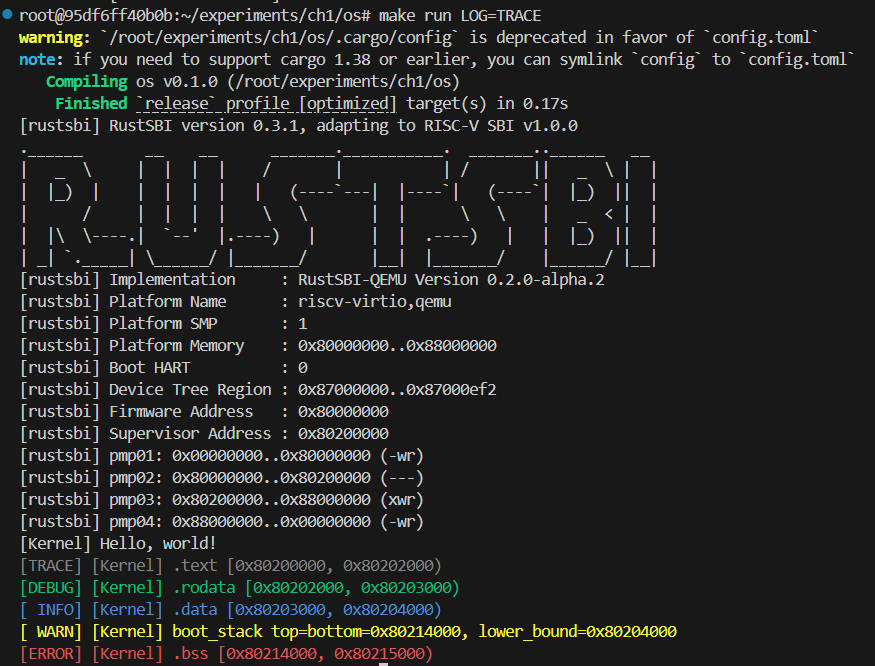 root@95df6ff40b0b:~/experiments/ch1/os# make run LOG=TRACE
warning: `/root/experiments/ch1/os/.cargo/config` is deprecated in favor of `config.toml`
note: if you need to support cargo 1.38 or earlier, you can symlink `config` to `config.toml`
   Compiling os v0.1.0 (/root/experiments/ch1/os)
    Finished `release` profile [optimized] target(s) in 0.17s
[rustsbi] RustSBI version 0.3.1, adapting to RISC-V SBI v1.0.0
.______       __    __      _______.___________.  _______..______   __
|   _  \     |  |  |  |    /       |           | /       ||   _  \ |  |
|  |_)  |    |  |  |  |   |   (----`---|  |----`|   (----`|  |_)  ||  |
|      /     |  |  |  |    \   \       |  |      \   \    |   _  < |  |
|  |\  \----.|  `--'  |.----)   |      |  |  .----)   |   |  |_)  ||  |
| _| `._____| \______/ |_______/       |__|  |_______/    |______/ |__|
[rustsbi] Implementation     : RustSBI-QEMU Version 0.2.0-alpha.2
[rustsbi] Platform Name      : riscv-virtio,qemu
[rustsbi] Platform SMP       : 1
[rustsbi] Platform Memory    : 0x80000000..0x88000000
[rustsbi] Boot HART          : 0
[rustsbi] Device Tree Region : 0x87000000..0x87000ef2
[rustsbi] Firmware Address   : 0x80000000
[rustsbi] Supervisor Address : 0x80200000
[rustsbi] pmp01: 0x00000000..0x80000000 (-wr)
[rustsbi] pmp02: 0x80000000..0x80200000 (---)
[rustsbi] pmp03: 0x80200000..0x88000000 (xwr)
[rustsbi] pmp04: 0x88000000..0x00000000 (-wr)
[Kernel] Hello, world!
[TRACE] [Kernel] .text [0x80200000, 0x80202000)
[DEBUG] [Kernel] .rodata [0x80202000, 0x80203000)
[ INFO] [Kernel] .data [0x80203000, 0x80204000)
[ WARN] [Kernel] boot_stack top=bottom=0x80214000, lower_bound=0x80204000
[ERROR] [Kernel] .bss [0x80214000, 0x80215000)